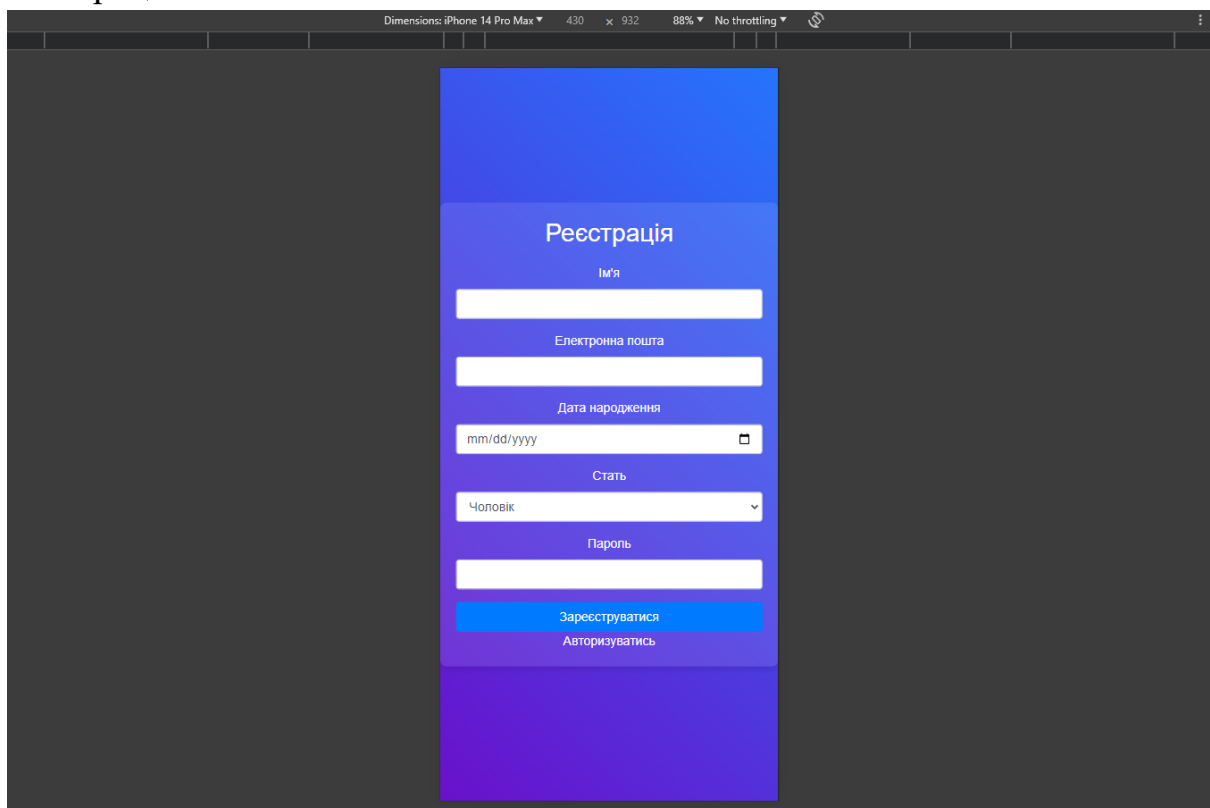 Dimensions: iPhone 14 Pro Max ▼ 430 × 932 88% ▼ No throttling ▼
Реєстрація
Ім'я
Електронна пошта
Дата народження
mm/dd/yyyy
Стать
Чоловік
Пароль
Зареєструватися
Авторизуватись